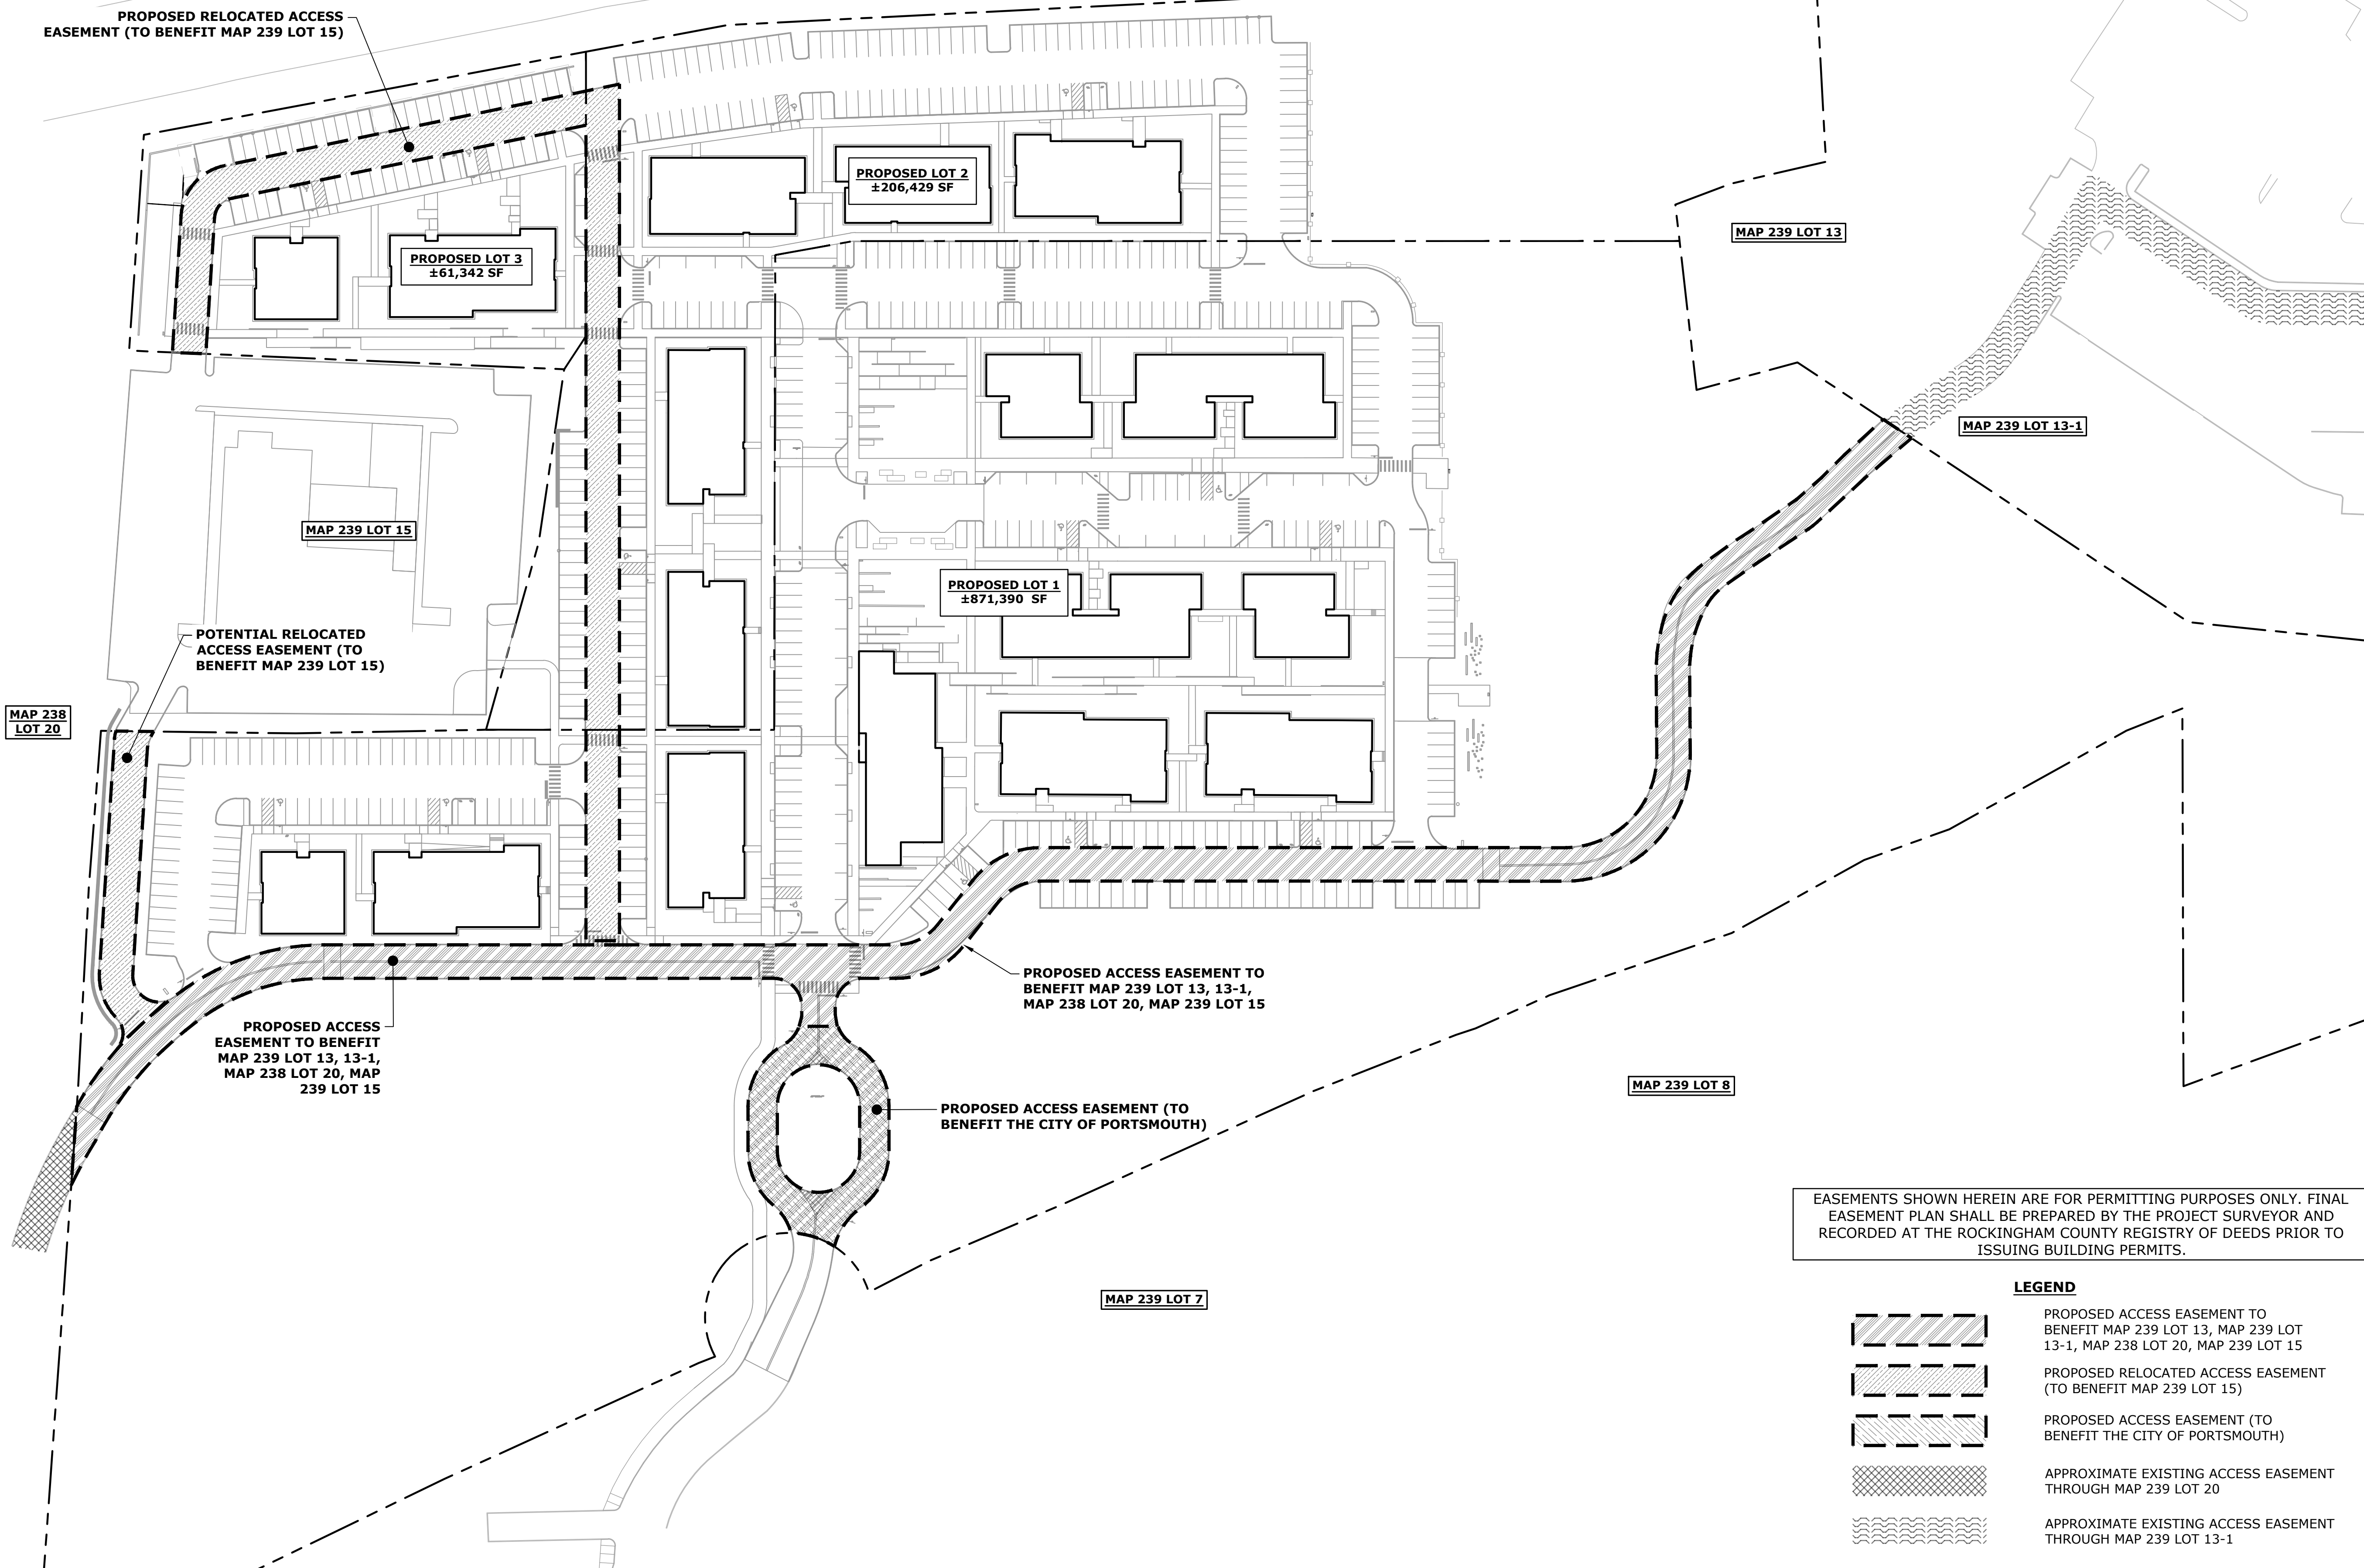 PROPOSED RELOCATED ACCESS
EASEMENT (TO BENEFIT MAP 239 LOT 15)
PROPOSED LOT 2
±206,429 SF
PROPOSED LOT 3
±61,342 SF
MAP 239 LOT 13
MAP 239 LOT 13-1
MAP 239 LOT 15
PROPOSED LOT 1
±871,390 SF
POTENTIAL RELOCATED
ACCESS EASEMENT (TO
BENEFIT MAP 239 LOT 15)
MAP 238
LOT 20
PROPOSED ACCESS EASEMENT TO
BENEFIT MAP 239 LOT 13, 13-1,
MAP 238 LOT 20, MAP 239 LOT 15
PROPOSED ACCESS
EASEMENT TO BENEFIT
MAP 239 LOT 13, 13-1,
MAP 238 LOT 20, MAP
239 LOT 15
PROPOSED ACCESS EASEMENT (TO
BENEFIT THE CITY OF PORTSMOUTH)
MAP 239 LOT 8
MAP 239 LOT 7
EASEMENTS SHOWN HEREIN ARE FOR PERMITTING PURPOSES ONLY. FINAL
EASEMENT PLAN SHALL BE PREPARED BY THE PROJECT SURVEYOR AND
RECORDED AT THE ROCKINGHAM COUNTY REGISTRY OF DEEDS PRIOR TO
ISSUING BUILDING PERMITS.
LEGEND
PROPOSED ACCESS EASEMENT TO
BENEFIT MAP 239 LOT 13, MAP 239 LOT
13-1, MAP 238 LOT 20, MAP 239 LOT 15
PROPOSED RELOCATED ACCESS EASEMENT
(TO BENEFIT MAP 239 LOT 15)
PROPOSED ACCESS EASEMENT (TO
BENEFIT THE CITY OF PORTSMOUTH)
APPROXIMATE EXISTING ACCESS EASEMENT
THROUGH MAP 239 LOT 20
APPROXIMATE EXISTING ACCESS EASEMENT
THROUGH MAP 239 LOT 13-1